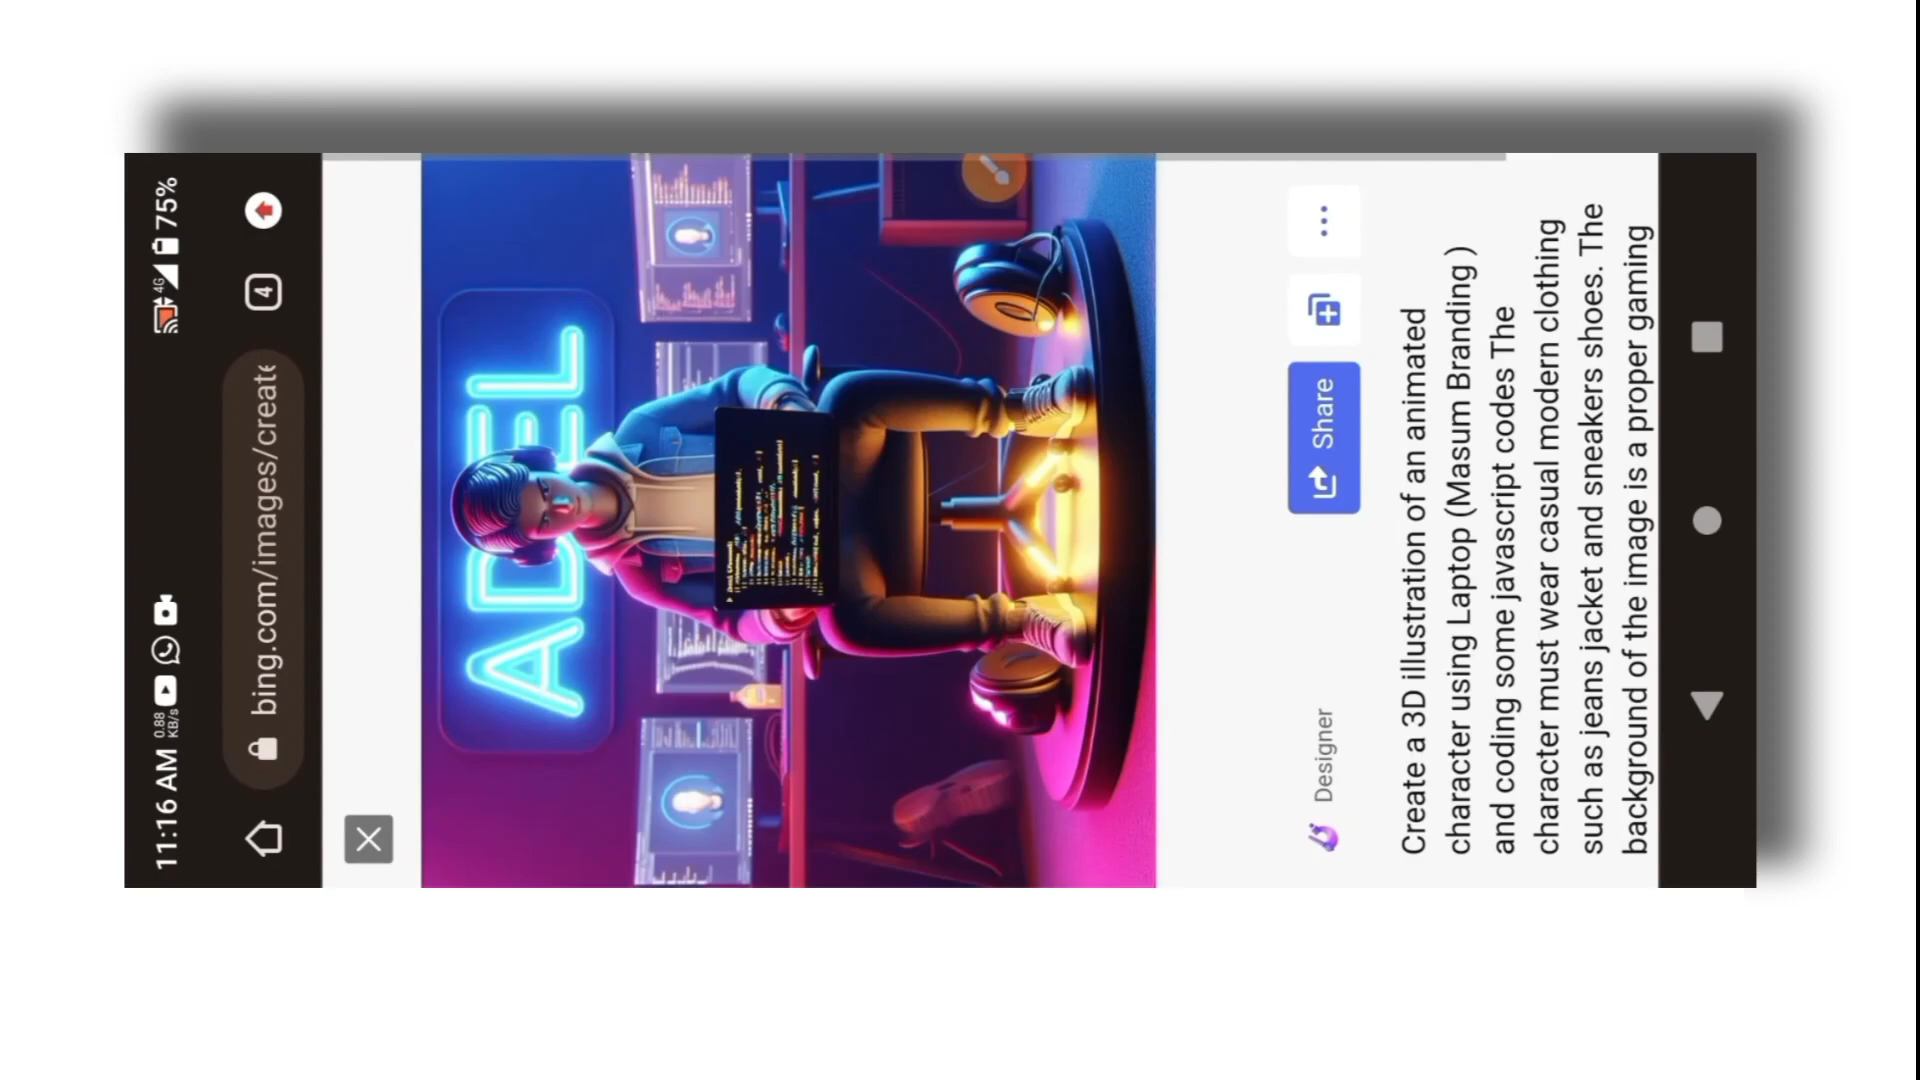 11:16 AM 0.88 KB/s 4G 75%
bing.com/images/create 4
ADEL
Designer Share
Create a 3D illustration of an animated
character using Laptop (Masum Branding )
and coding some javascript codes The
character must wear casual modern clothing
such as jeans jacket and sneakers shoes. The
background of the image is a proper gaming